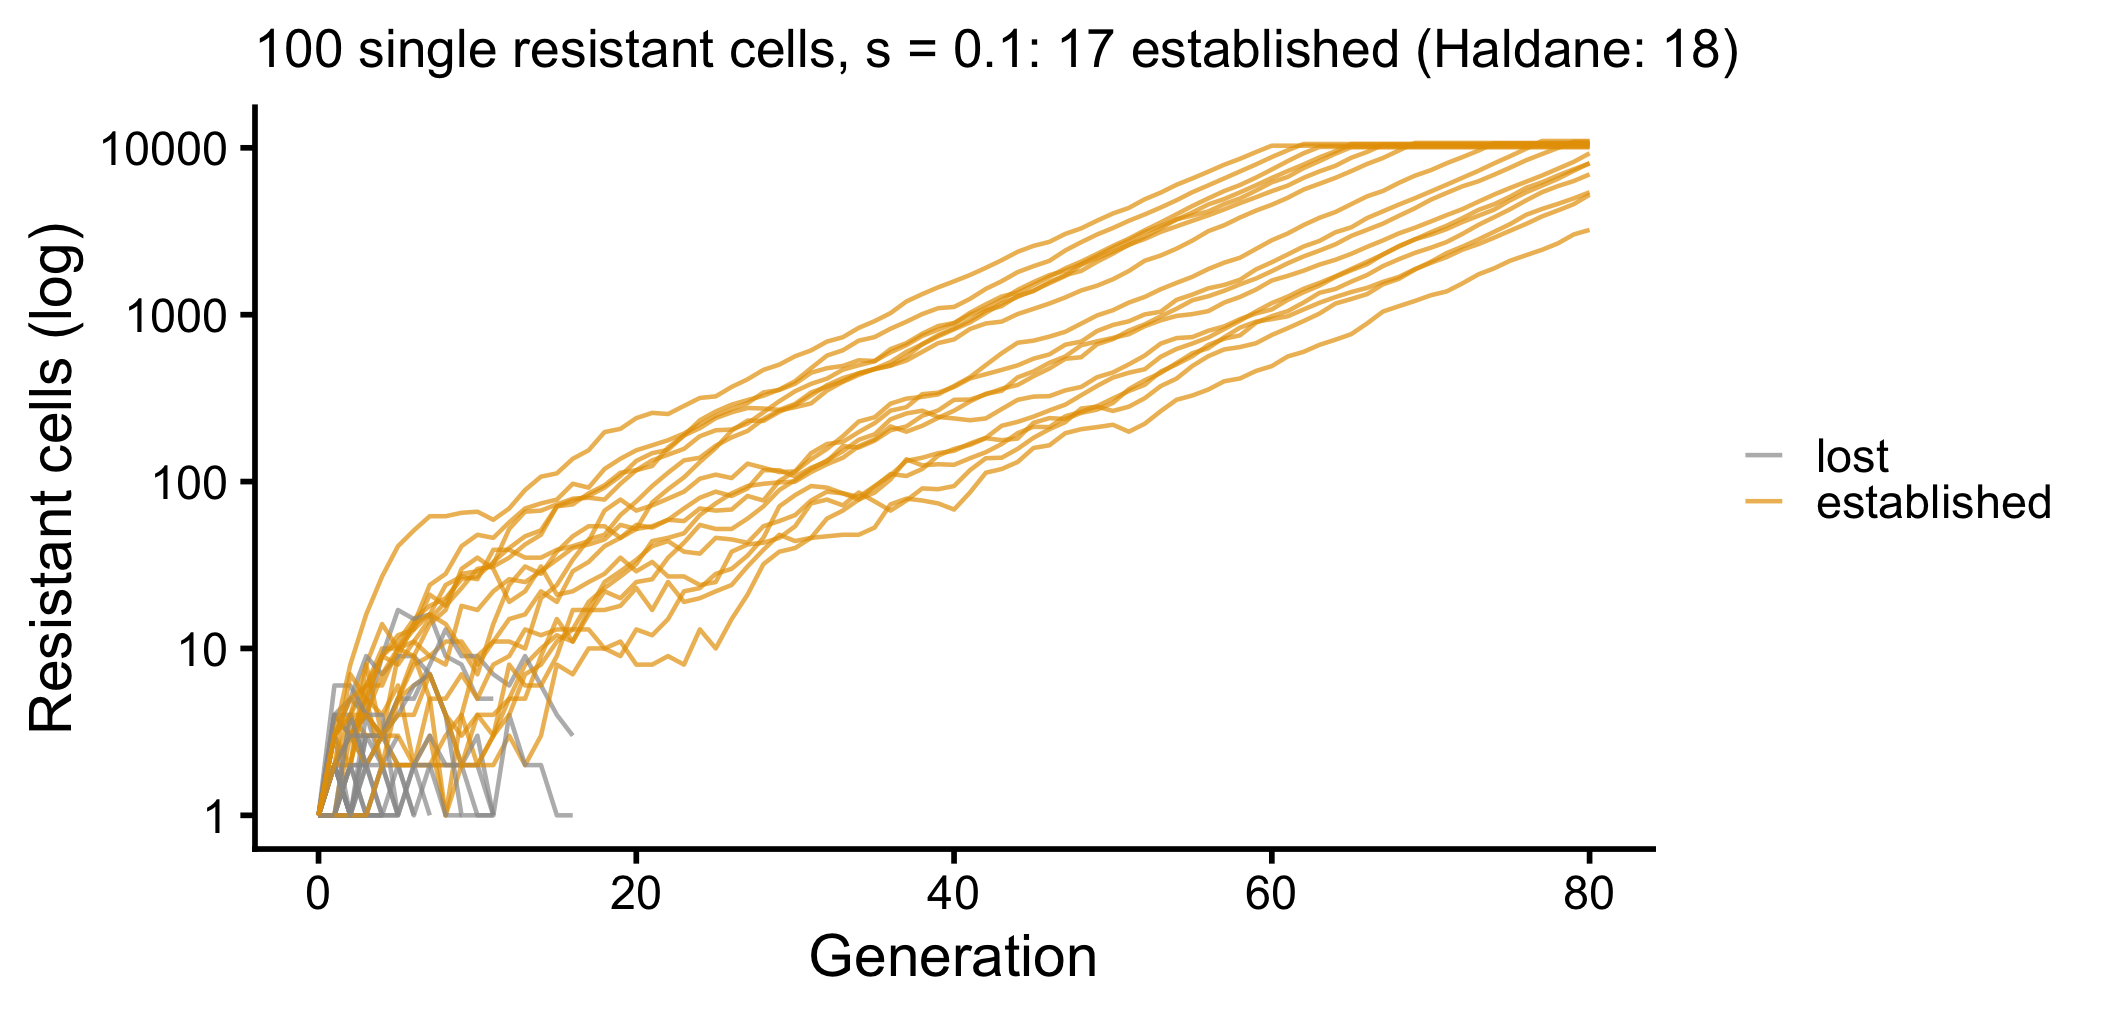 100 single resistant cells, s = 0.1: 17 established (Haldane: 18)
Resistant cells (log)
10000
1000
100
10
1
0 20 40 60 80
Generation
lost
established